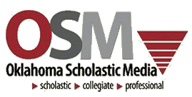 OSM
Oklahoma Scholastic Media
scholastic collegiate professional